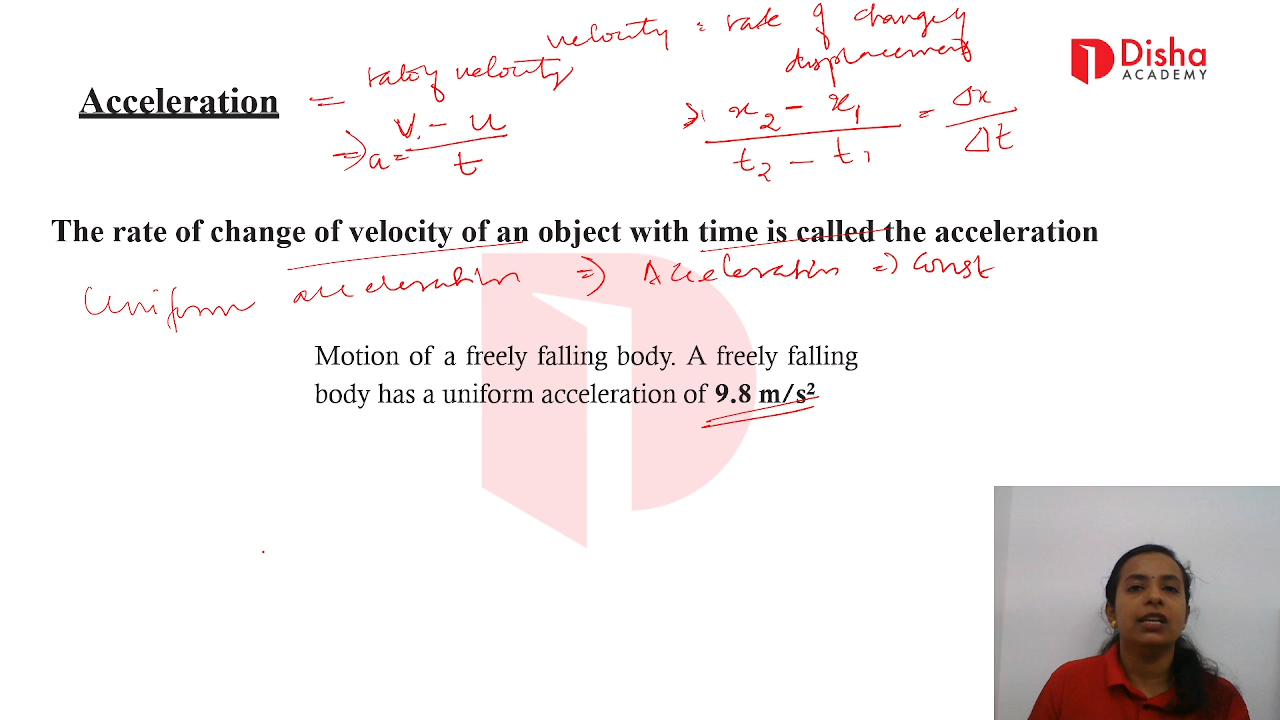 velocity = rate of change of
displacement
Disha
ACADEMY
Acceleration = rate of velocity
⇒ a = v - u / t
⇒ x₂ - x₁ / t₂ - t₁ = Δx / Δt
The rate of change of velocity of an object with time is called the acceleration
Uniform acceleration ⇒ Acceleration ⇒ const
Motion of a freely falling body. A freely falling
body has a uniform acceleration of 9.8 m/s²